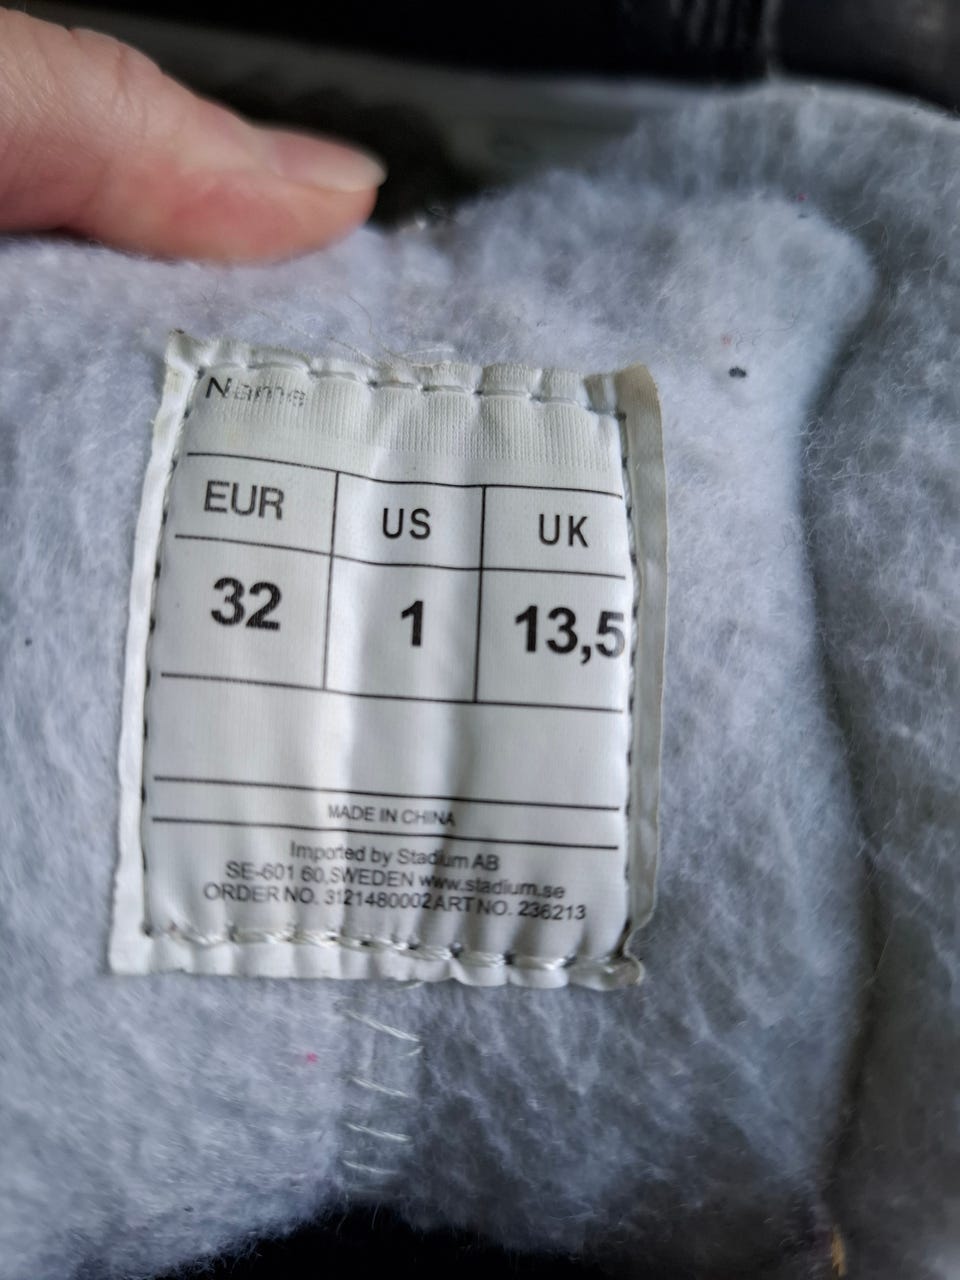 Name
EUR US UK
32 1 13,5
MADE IN CHINA
Imported by Stadium AB
SE-601 60,SWEDEN www.stadium.se
ORDER NO. 3121480002ART NO. 236213